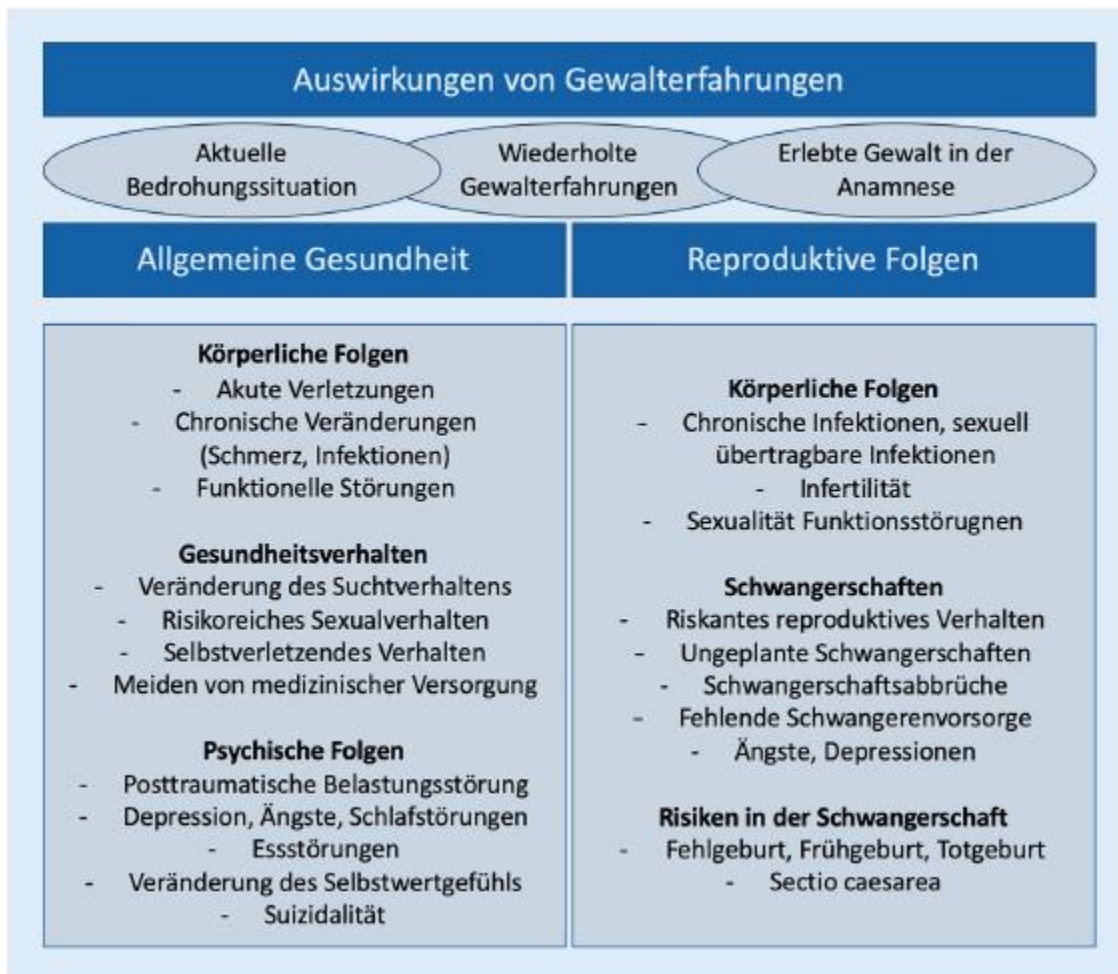 Auswirkungen von Gewalterfahrungen
Aktuelle
Bedrohungssituation
Wiederholte
Gewalterfahrungen
Erlebte Gewalt in der
Anamnese
Allgemeine Gesundheit
Reproduktive Folgen
Körperliche Folgen
- Akute Verletzungen
- Chronische Veränderungen
(Schmerz, Infektionen)
- Funktionelle Störungen
Gesundheitsverhalten
- Veränderung des Suchtverhaltens
- Risikoreiches Sexualverhalten
- Selbstverletzendes Verhalten
- Meiden von medizinischer Versorgung
Psychische Folgen
- Posttraumatische Belastungsstörung
- Depression, Ängste, Schlafstörungen
- Essstörungen
- Veränderung des Selbstwertgefühls
- Suizidalität
Körperliche Folgen
- Chronische Infektionen, sexuell
übertragbare Infektionen
- Infertilität
- Sexualität Funktionsstörugnen
Schwangerschaften
- Riskantes reproduktives Verhalten
- Ungeplante Schwangerschaften
- Schwangerschaftsabbrüche
- Fehlende Schwangerenvorsorge
- Ängste, Depressionen
Risiken in der Schwangerschaft
- Fehlgeburt, Frühgeburt, Totgeburt
- Sectio caesarea